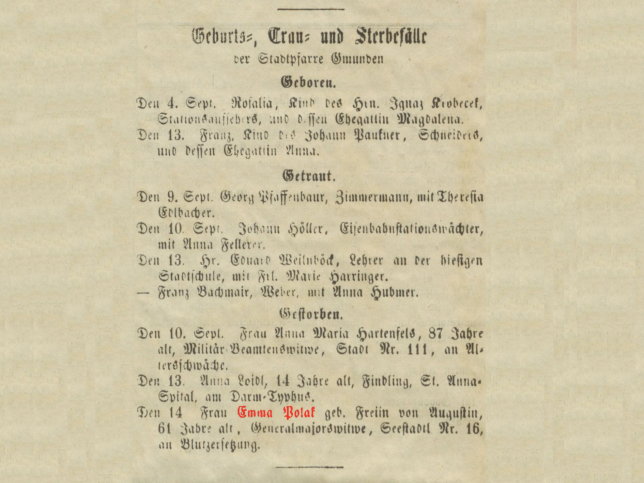 Geburts-, Trau- und Sterbefälle
der Stadtpfarre Gmunden
Geboren.
Den 4. Sept. Rosalia, Kind des Hrn. Ignaz Krobecek,
Stationsaufsehers, und dessen Ehegattin Magdalena.
Den 13. Franz, Kind des Johann Paukner, Schneiders,
und dessen Ehegattin Anna.
Getraut.
Den 9. Sept. Georg Pfaffenbaur, Zimmermann, mit Theresia
Edlbacher.
Den 10. Sept. Johann Höller, Eisenbahnstationswächter,
mit Anna Fellerer.
Den 13. Hr. Eduard Weilnböck, Lehrer an der hiesigen
Stadtschule, mit Frl. Marie Harringer.
— Franz Bachmair, Weber, mit Anna Hubmer.
Gestorben.
Den 10. Sept. Frau Anna Maria Hartenfels, 87 Jahre
alt, Militär-Beamtenswitwe, Stadt Nr. 111, an Al-
tersschwäche.
Den 13. Anna Loidl, 14 Jahre alt, Findling, St. Anna-
Spital, am Darm-Typhus.
Den 14 Frau Emma Polak geb. Freiin von Augustin,
61 Jahre alt, Generalmajorswitwe, Seestadtl Nr. 16,
an Blutzersetzung.